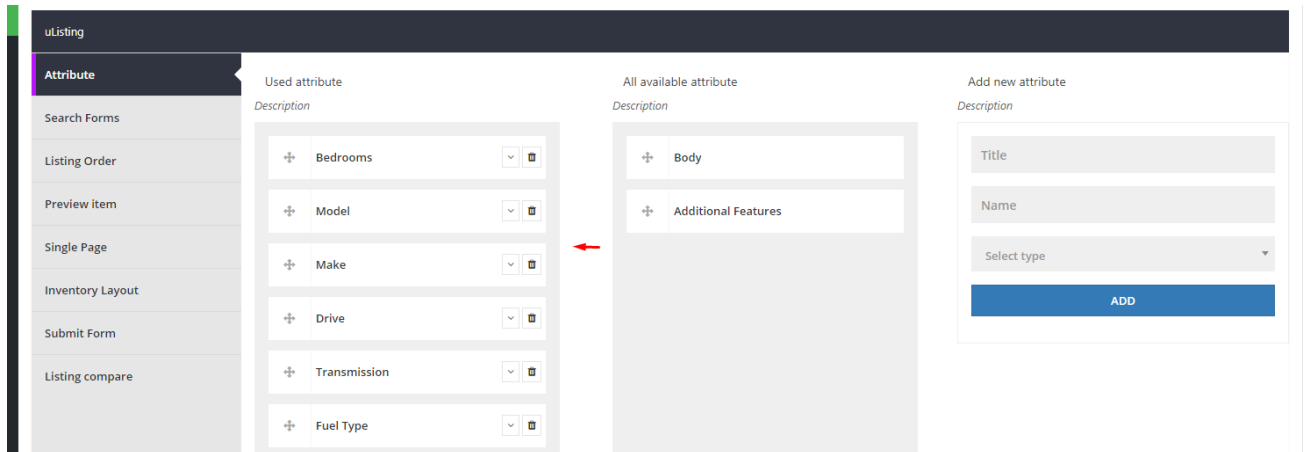 uListing
Attribute
Search Forms
Listing Order
Preview item
Single Page
Inventory Layout
Submit Form
Listing compare
Used attribute
Description
Bedrooms
Model
Make
Drive
Transmission
Fuel Type
All available attribute
Description
Body
Additional Features
Add new attribute
Description
Title
Name
Select type
ADD